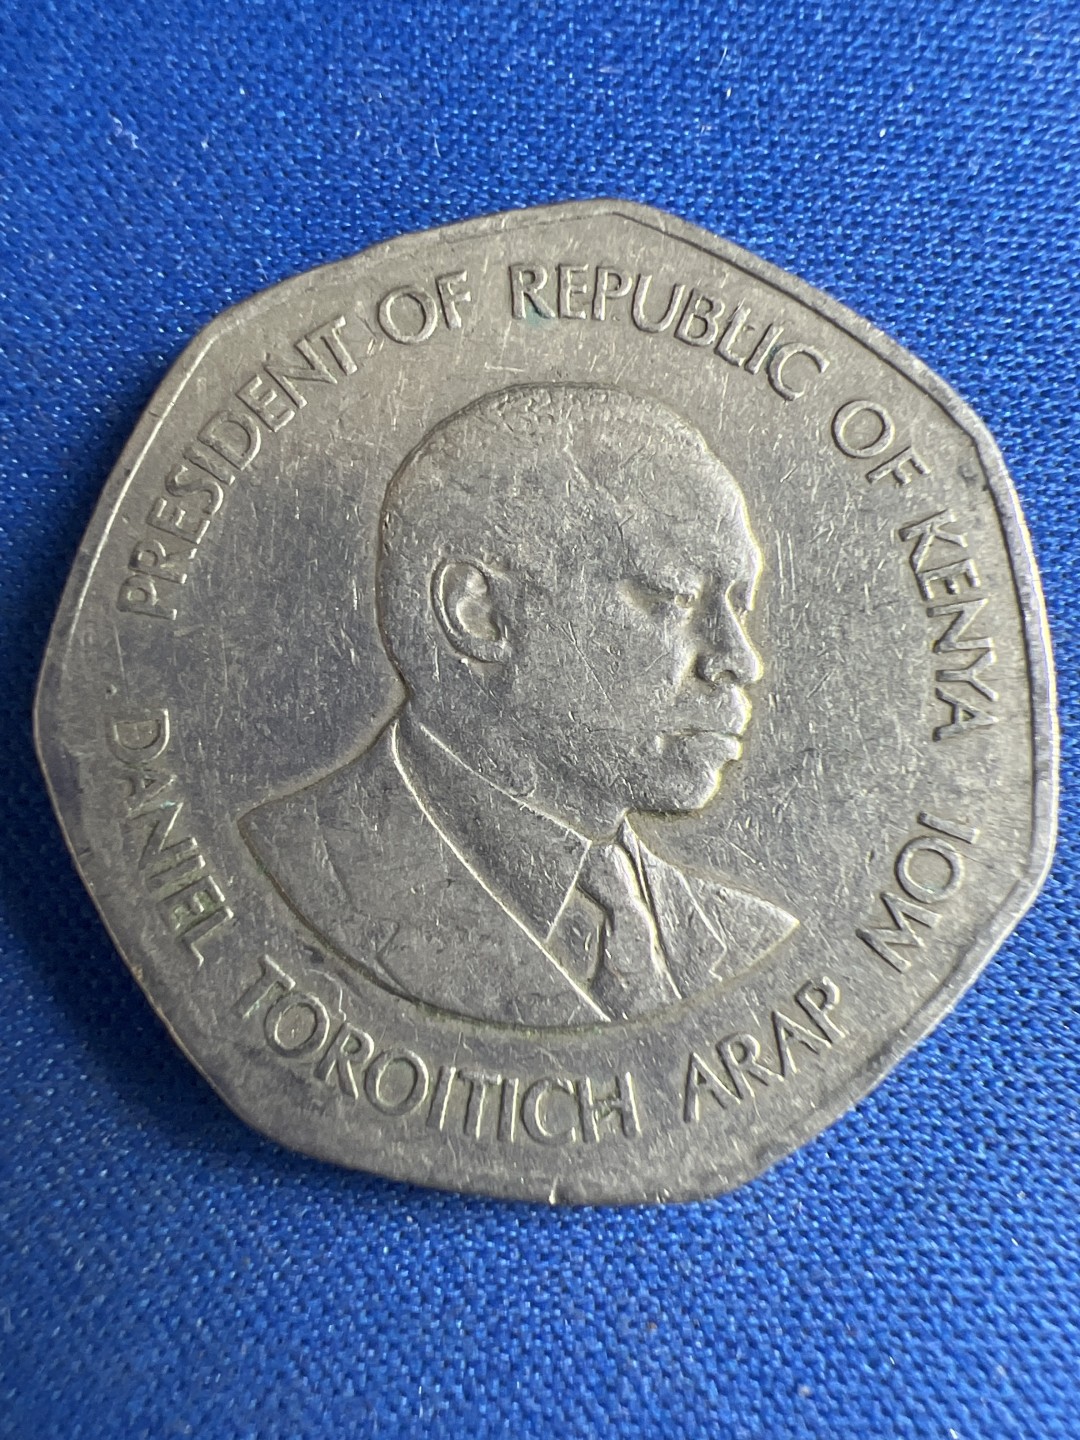 PRESIDENT OF REPUBLIC OF KENYA
DANIEL TOROITICH ARAP MOI